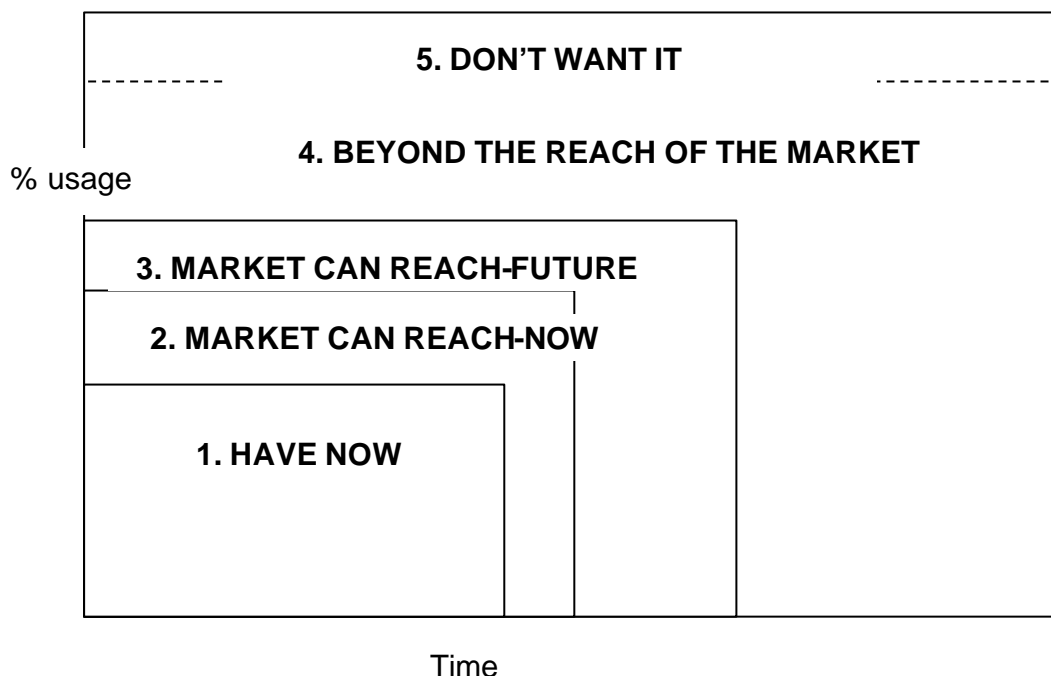 5. DON’T WANT IT
4. BEYOND THE REACH OF THE MARKET
% usage
3. MARKET CAN REACH-FUTURE
2. MARKET CAN REACH-NOW
1. HAVE NOW
Time